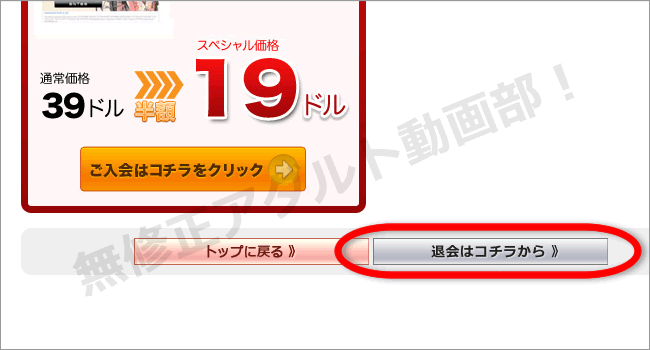 スペシャル価格
通常価格
39ドル
半額
19ドル
ご入会はコチラをクリック
無修正アダルト動画部！
トップに戻る 》
退会はコチラから 》